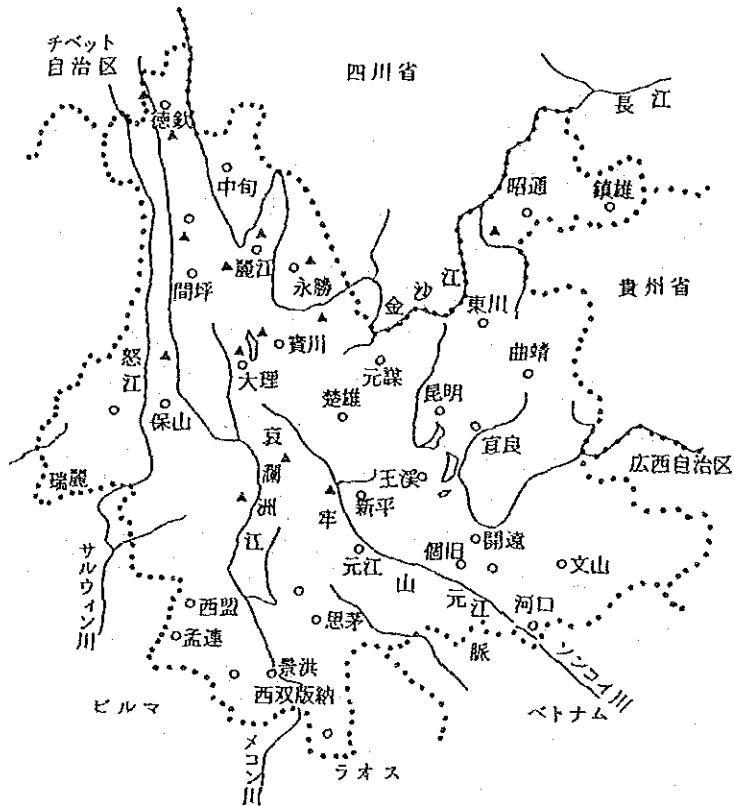 チベット
自治区
四川省
長江
徳欽
中旬
昭通
鎮雄
麗江
永勝
間坪
金沙江
東川
貴州省
賓川
大理
元謀
曲靖
怒江
楚雄
昆明
保山
宜良
哀牢山脈
瀾洲江
広西自治区
瑞麗
王渓
新平
サルウィン川
元江
個旧
開遠
文山
元江
河口
西盟
思茅
孟連
ソンコイ川
景洪
西双版納
ビルマ
ベトナム
メコン川
ラオス